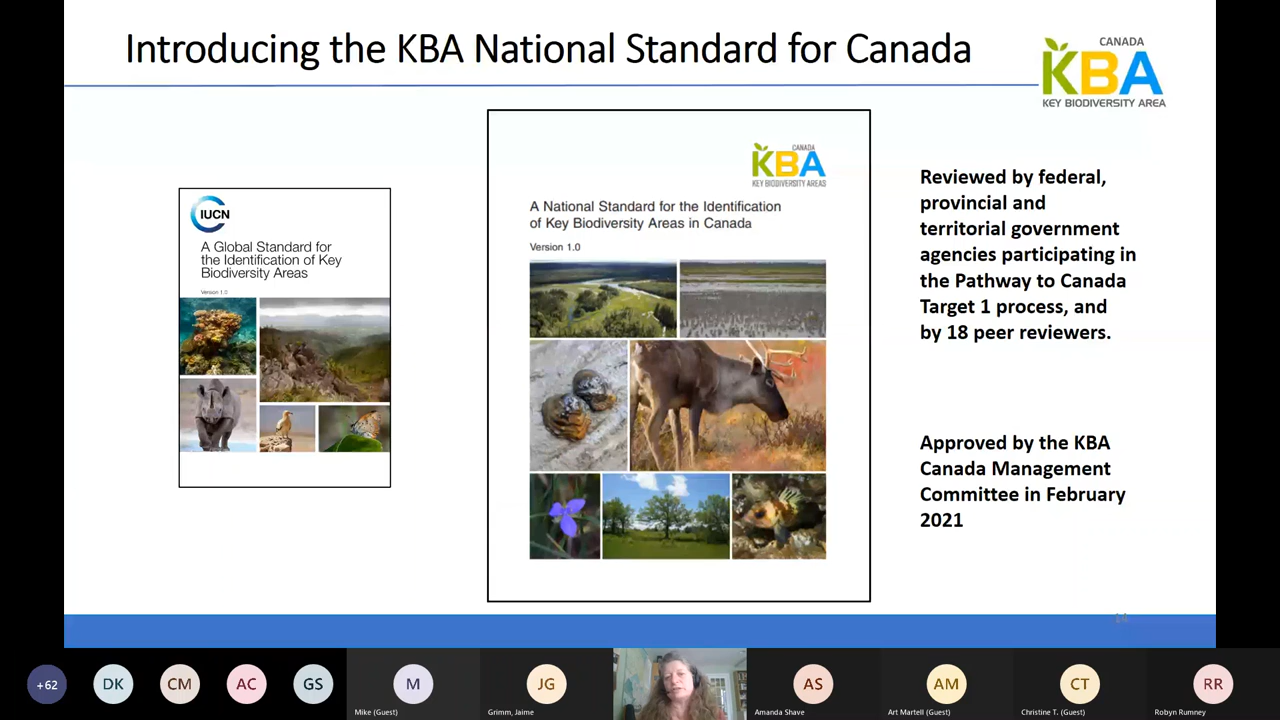 Introducing the KBA National Standard for Canada
CANADA
KBA
KEY BIODIVERSITY AREA
IUCN
A Global Standard for
the Identification of Key
Biodiversity Areas
Version 1.0
CANADA
KBA
KEY BIODIVERSITY AREAS
A National Standard for the Identification
of Key Biodiversity Areas in Canada
Version 1.0
Reviewed by federal,
provincial and
territorial government
agencies participating in
the Pathway to Canada
Target 1 process, and
by 18 peer reviewers.
Approved by the KBA
Canada Management
Committee in February
2021
+62
DK
CM
AC
GS
M
Mike (Guest)
JG
Grimm, Jaime
AS
Amanda Shave
AM
Art Martell (Guest)
CT
Christine T. (Guest)
RR
Robyn Rumney